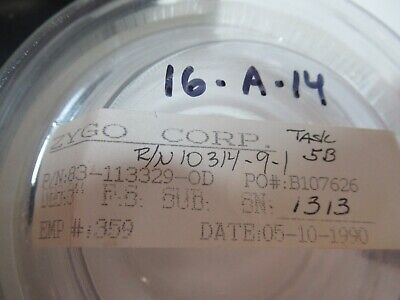 16-A-14
ZYGO CORP. TASK 5B
R/N 10314-9-1
P/N:83-113329-OD PO#:B107626
F.S. SUB. SN: 1313
EMP #:359 DATE:05-10-1990